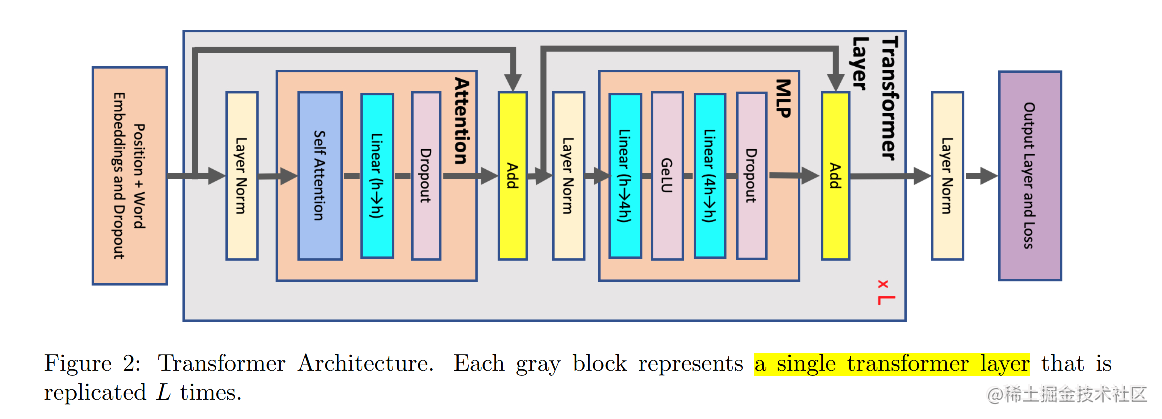 Position + Word
Embeddings and Dropout
Layer Norm
Self Attention
Linear (h→h)
Dropout
Attention
Add
Layer Norm
Linear (h→4h)
GeLU
Linear (4h→h)
Dropout
MLP
Add
Transformer
Layer
x L
Layer Norm
Output Layer and Loss
Figure 2: Transformer Architecture. Each gray block represents a single transformer layer that is
replicated L times.
@稀土掘金技术社区